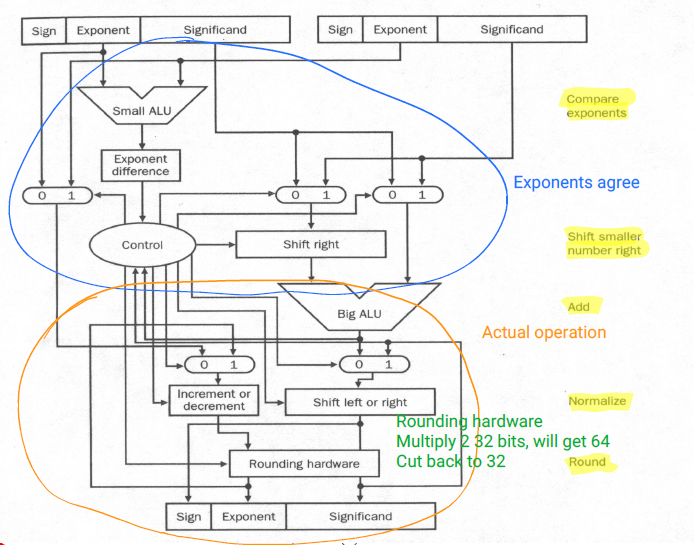 Sign Exponent Significand
Sign Exponent Significand
Small ALU
Compare
exponents
Exponent
difference
0 1
0 1
0 1
Exponents agree
Control
Shift right
Shift smaller
number right
Big ALU
Add
Actual operation
0 1
0 1
Increment or
decrement
Shift left or right
Normalize
Rounding hardware
Multiply 2 32 bits, will get 64
Cut back to 32
Rounding hardware
Round
Sign Exponent Significand